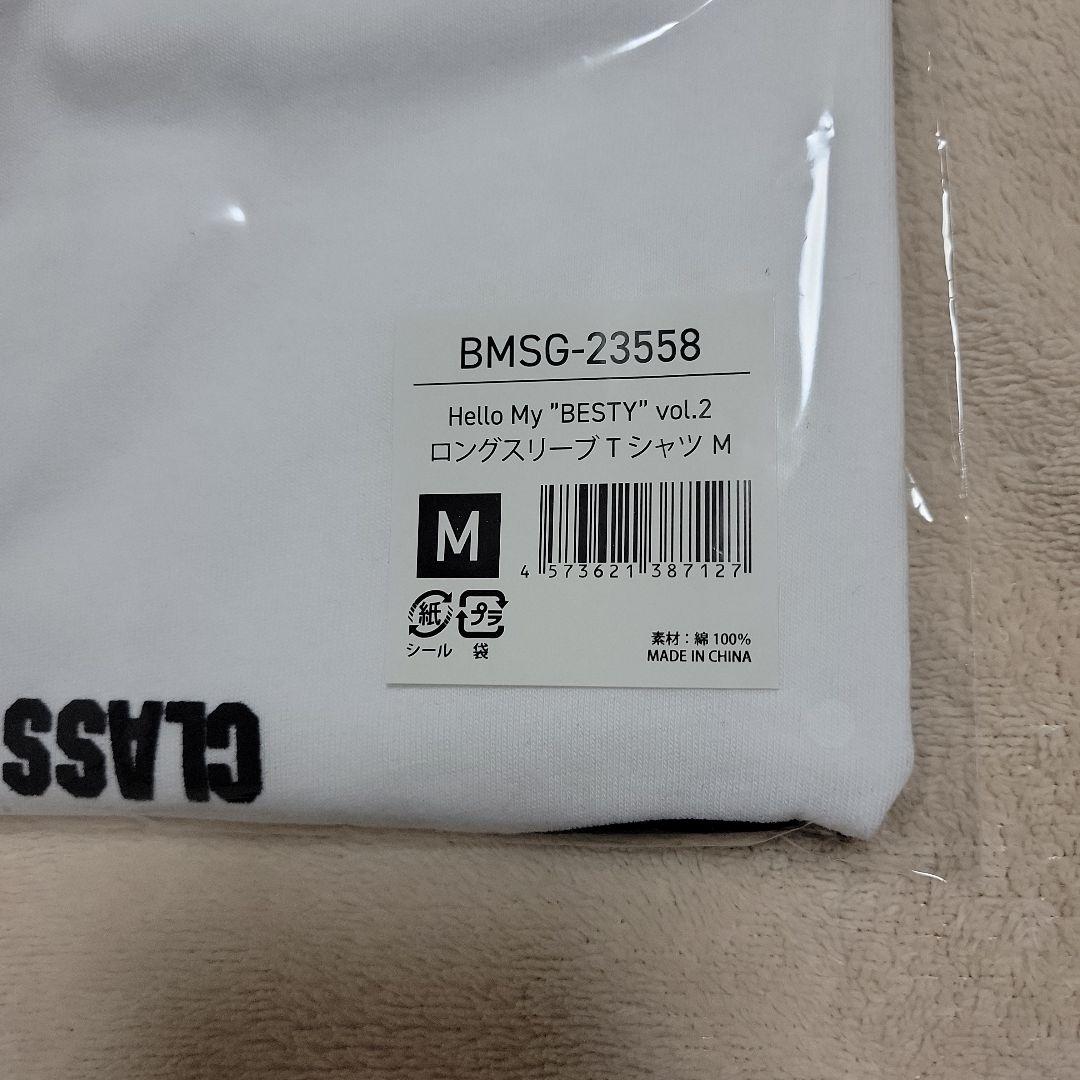 BMSG-23558
Hello My ”BESTY” vol.2
ロングスリーブ T シャツ M
M
4 573621 387127
紙 プラ
シール 袋
素材：綿 100%
MADE IN CHINA
CLASS